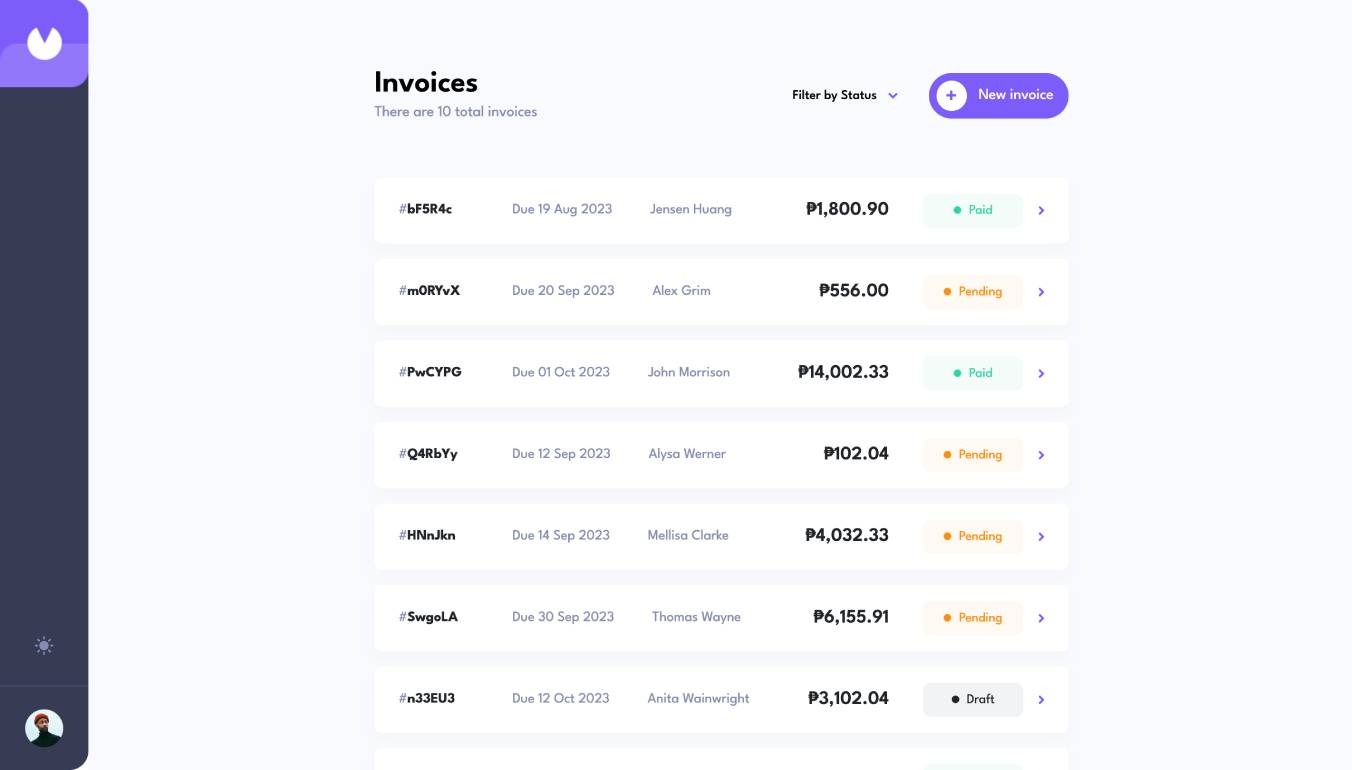 Invoices
There are 10 total invoices
Filter by Status
New invoice
#bF5R4c Due 19 Aug 2023 Jensen Huang ₱1,800.90 Paid
#m0RYvX Due 20 Sep 2023 Alex Grim ₱556.00 Pending
#PwCYPG Due 01 Oct 2023 John Morrison ₱14,002.33 Paid
#Q4RbYy Due 12 Sep 2023 Alysa Werner ₱102.04 Pending
#HNnJkn Due 14 Sep 2023 Mellisa Clarke ₱4,032.33 Pending
#SwgoLA Due 30 Sep 2023 Thomas Wayne ₱6,155.91 Pending
#n33EU3 Due 12 Oct 2023 Anita Wainwright ₱3,102.04 Draft